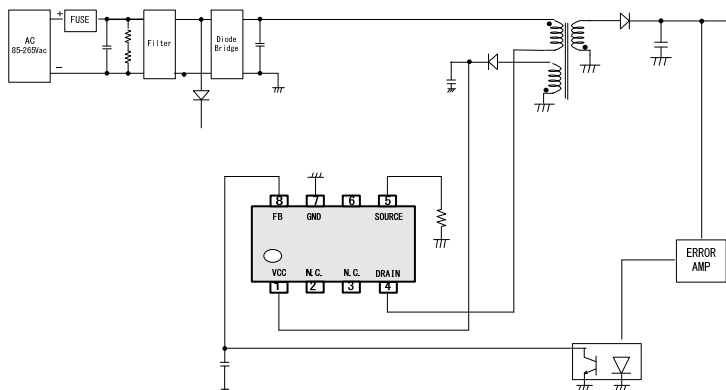 AC
85-265Vac
+
−
FUSE
Filter
Diode
Bridge
8
7
6
5
FB
GND
SOURCE
VCC
N.C.
N.C.
DRAIN
1
2
3
4
ERROR
AMP